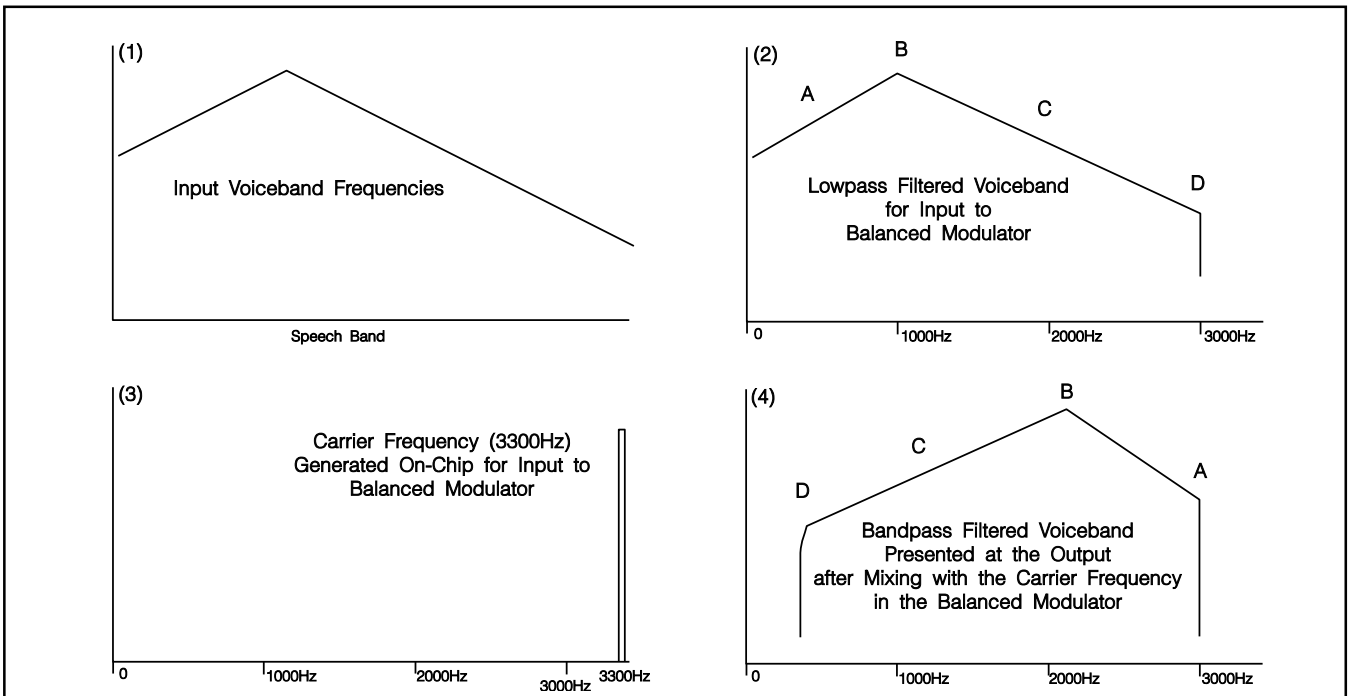 (1)
Input Voiceband Frequencies
Speech Band
(2)
B
A
C
D
Lowpass Filtered Voiceband
for Input to
Balanced Modulator
0 1000Hz 2000Hz 3000Hz
(3)
Carrier Frequency (3300Hz)
Generated On-Chip for Input to
Balanced Modulator
0 1000Hz 2000Hz 3000Hz 3300Hz
(4)
B
C
A
D
Bandpass Filtered Voiceband
Presented at the Output
after Mixing with the Carrier Frequency
in the Balanced Modulator
0 1000Hz 2000Hz 3000Hz